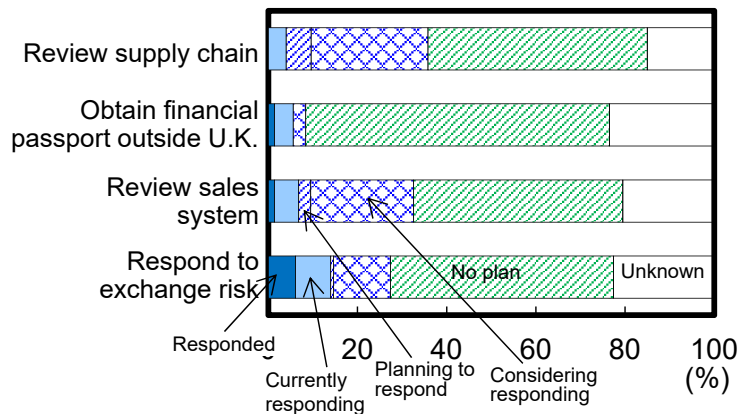 Review supply chain
Obtain financial
passport outside U.K.
Review sales
system
Respond to
exchange risk
No plan
Unknown
0 20 40 60 80 100
(%)
Responded
Currently
responding
Planning to
respond
Considering
responding